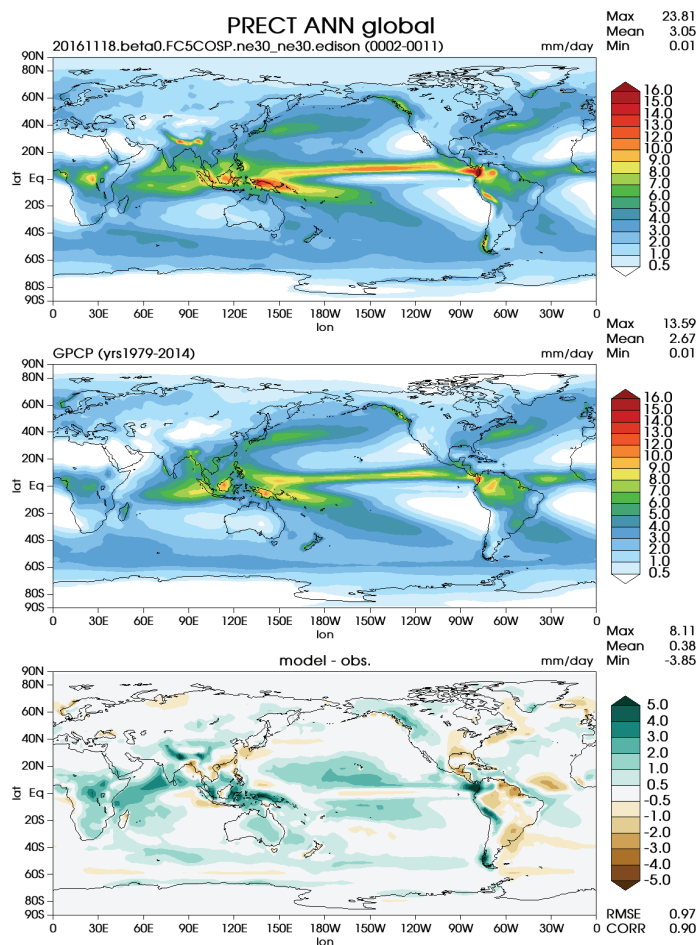 PRECT ANN global
Max 23.81
Mean 3.05
Min 0.01
20161118.beta0.FC5COSP.ne30_ne30.edison (0002-0011) mm/day
90N
80N
60N
40N
20N
lat Eq
20S
40S
60S
80S
90S
0 30E 60E 90E 120E 150E 180 150W 120W 90W 60W 30W 0
lon
16.0
15.0
14.0
13.0
12.0
10.0
9.0
8.0
7.0
6.0
5.0
4.0
3.0
2.0
1.0
0.5
Max 13.59
Mean 2.67
Min 0.01
GPCP (yrs1979-2014) mm/day
90N
80N
60N
40N
20N
lat Eq
20S
40S
60S
80S
90S
0 30E 60E 90E 120E 150E 180 150W 120W 90W 60W 30W 0
lon
16.0
15.0
14.0
13.0
12.0
10.0
9.0
8.0
7.0
6.0
5.0
4.0
3.0
2.0
1.0
0.5
Max 8.11
Mean 0.38
Min -3.85
model - obs. mm/day
90N
80N
60N
40N
20N
lat Eq
20S
40S
60S
80S
90S
0 30E 60E 90E 120E 150E 180 150W 120W 90W 60W 30W 0
lon
5.0
4.0
3.0
2.0
1.0
0.5
-0.5
-1.0
-2.0
-3.0
-4.0
-5.0
RMSE 0.97
CORR 0.90